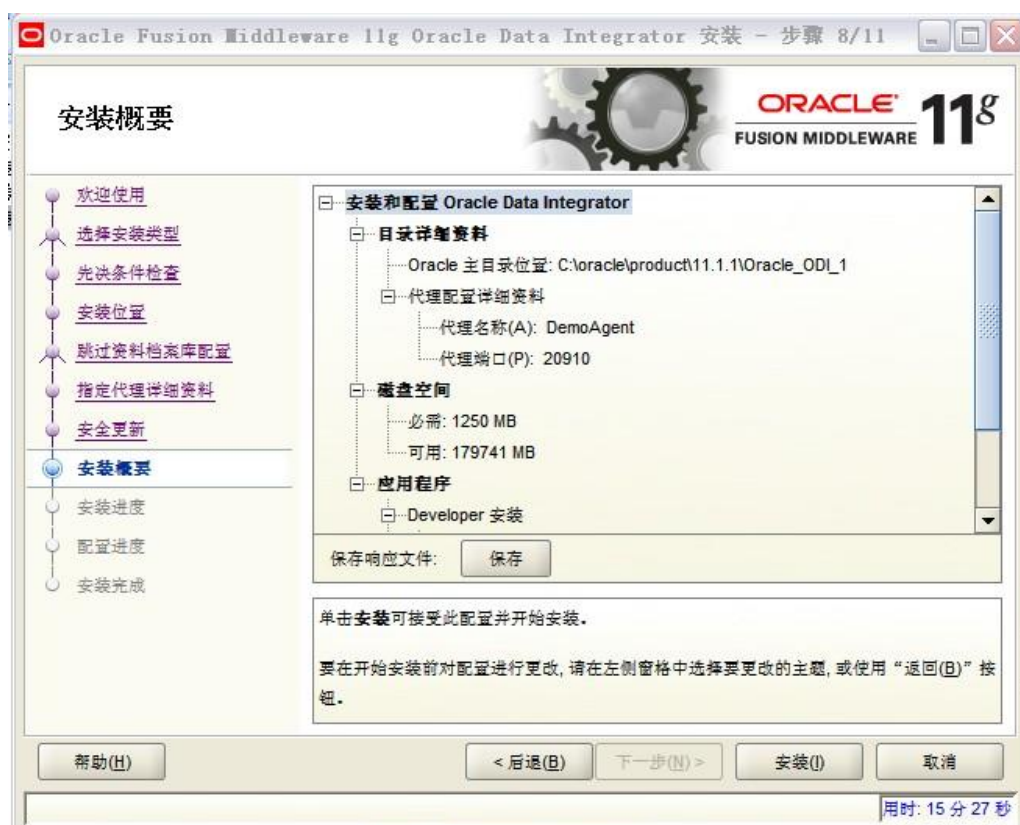 Oracle Fusion Middleware 11g Oracle Data Integrator 安装 - 步骤 8/11
安装概要
ORACLE
FUSION MIDDLEWARE
11g
欢迎使用
选择安装类型
先决条件检查
安装位置
跳过资料档案库配置
指定代理详细资料
安全更新
安装概要
安装进度
配置进度
安装完成
安装和配置 Oracle Data Integrator
目录详细资料
Oracle 主目录位置: C:\oracle\product\11.1.1\Oracle_ODI_1
代理配置详细资料
代理名称(A): DemoAgent
代理端口(P): 20910
磁盘空间
必需: 1250 MB
可用: 179741 MB
应用程序
Developer 安装
保存响应文件: 保存
单击安装可接受此配置并开始安装。
要在开始安装前对配置进行更改, 请在左侧窗格中选择要更改的主题, 或使用“返回(B)”按
钮。
帮助(H) < 后退(B) 下一步(N) > 安装(I) 取消
用时: 15 分 27 秒